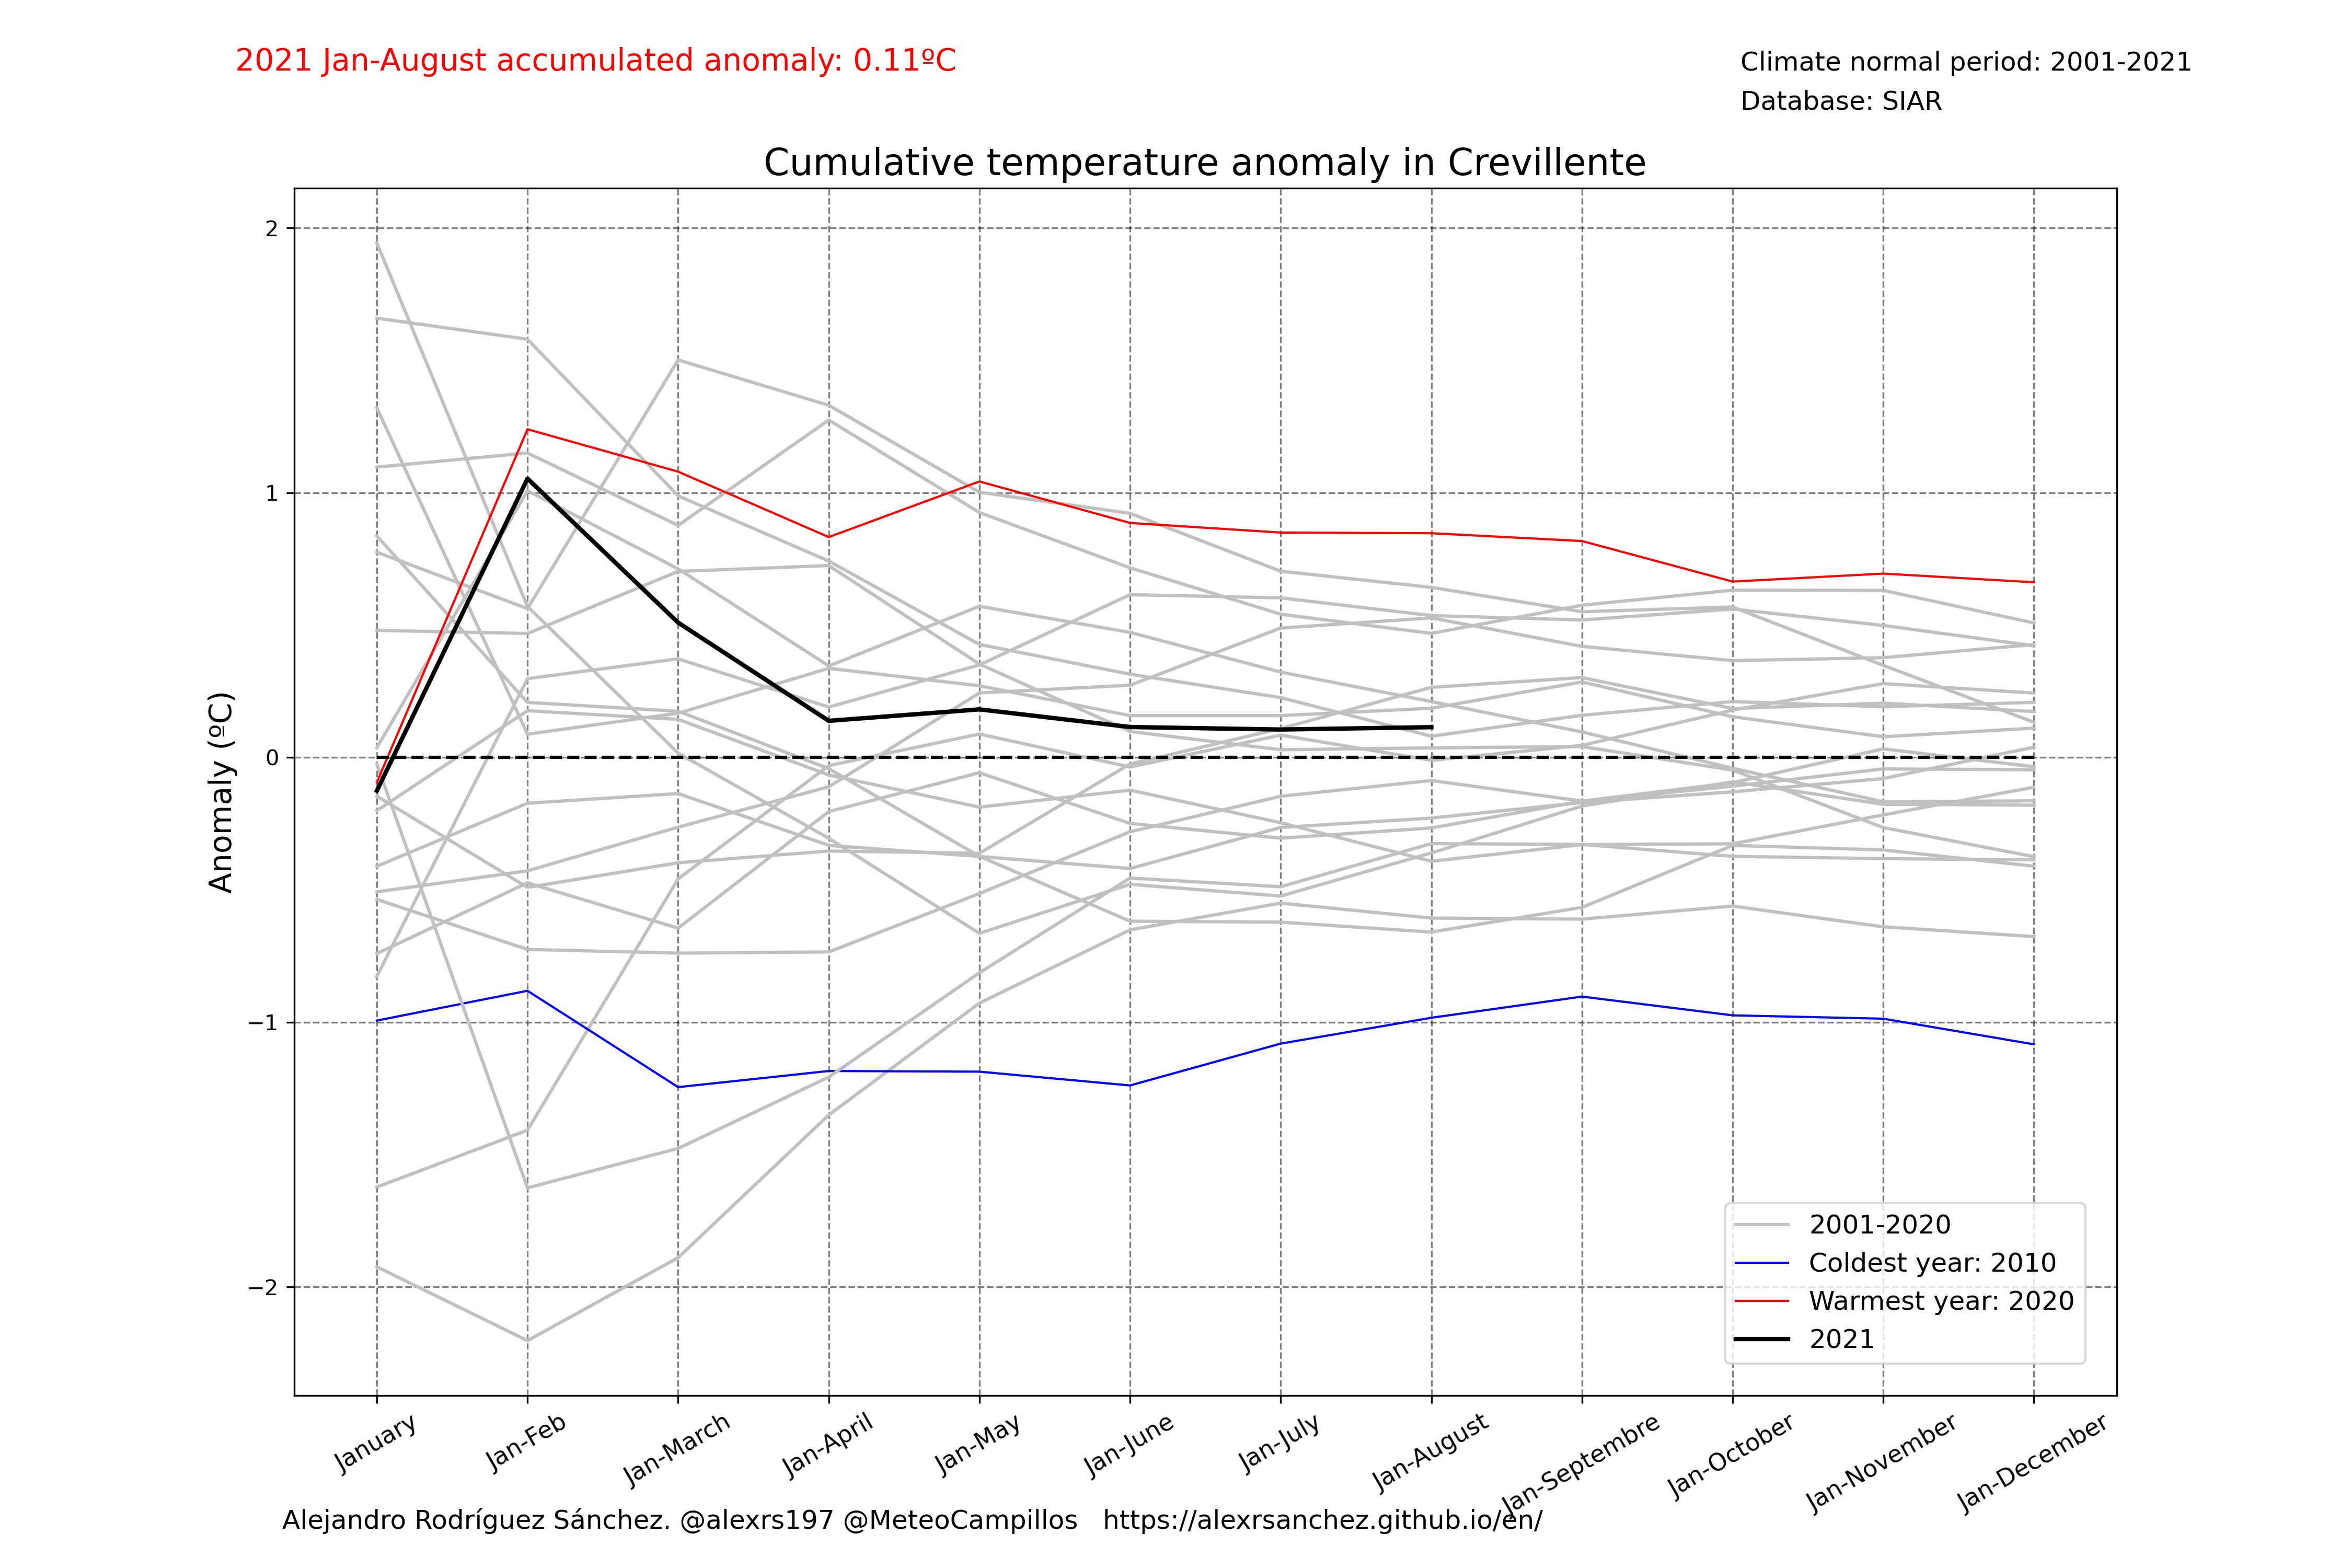 2021 Jan-August accumulated anomaly: 0.11ºC
Climate normal period: 2001-2021
Database: SIAR
Cumulative temperature anomaly in Crevillente
Anomaly (ºC)
2
1
0
−1
−2
2001-2020
Coldest year: 2010
Warmest year: 2020
2021
January
Jan-Feb
Jan-March
Jan-April
Jan-May
Jan-June
Jan-July
Jan-August
Jan-Septembre
Jan-October
Jan-November
Jan-December
Alejandro Rodríguez Sánchez. @alexrs197 @MeteoCampillos   https://alexrsanchez.github.io/en/